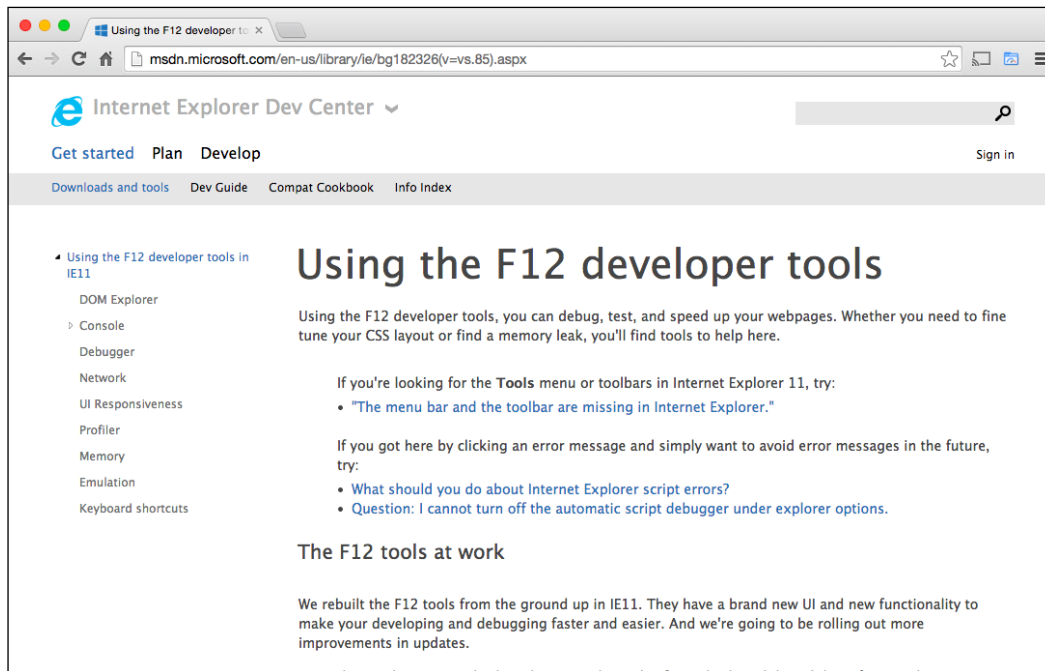 Using the F12 developer to
msdn.microsoft.com/en-us/library/ie/bg182326(v=vs.85).aspx
Internet Explorer Dev Center
Get started Plan Develop
Sign in
Downloads and tools Dev Guide Compat Cookbook Info Index
Using the F12 developer tools in
IE11
DOM Explorer
Console
Debugger
Network
UI Responsiveness
Profiler
Memory
Emulation
Keyboard shortcuts
Using the F12 developer tools
Using the F12 developer tools, you can debug, test, and speed up your webpages. Whether you need to fine
tune your CSS layout or find a memory leak, you'll find tools to help here.
If you're looking for the Tools menu or toolbars in Internet Explorer 11, try:
• "The menu bar and the toolbar are missing in Internet Explorer."
If you got here by clicking an error message and simply want to avoid error messages in the future,
try:
• What should you do about Internet Explorer script errors?
• Question: I cannot turn off the automatic script debugger under explorer options.
The F12 tools at work
We rebuilt the F12 tools from the ground up in IE11. They have a brand new UI and new functionality to
make your developing and debugging faster and easier. And we're going to be rolling out more
improvements in updates.